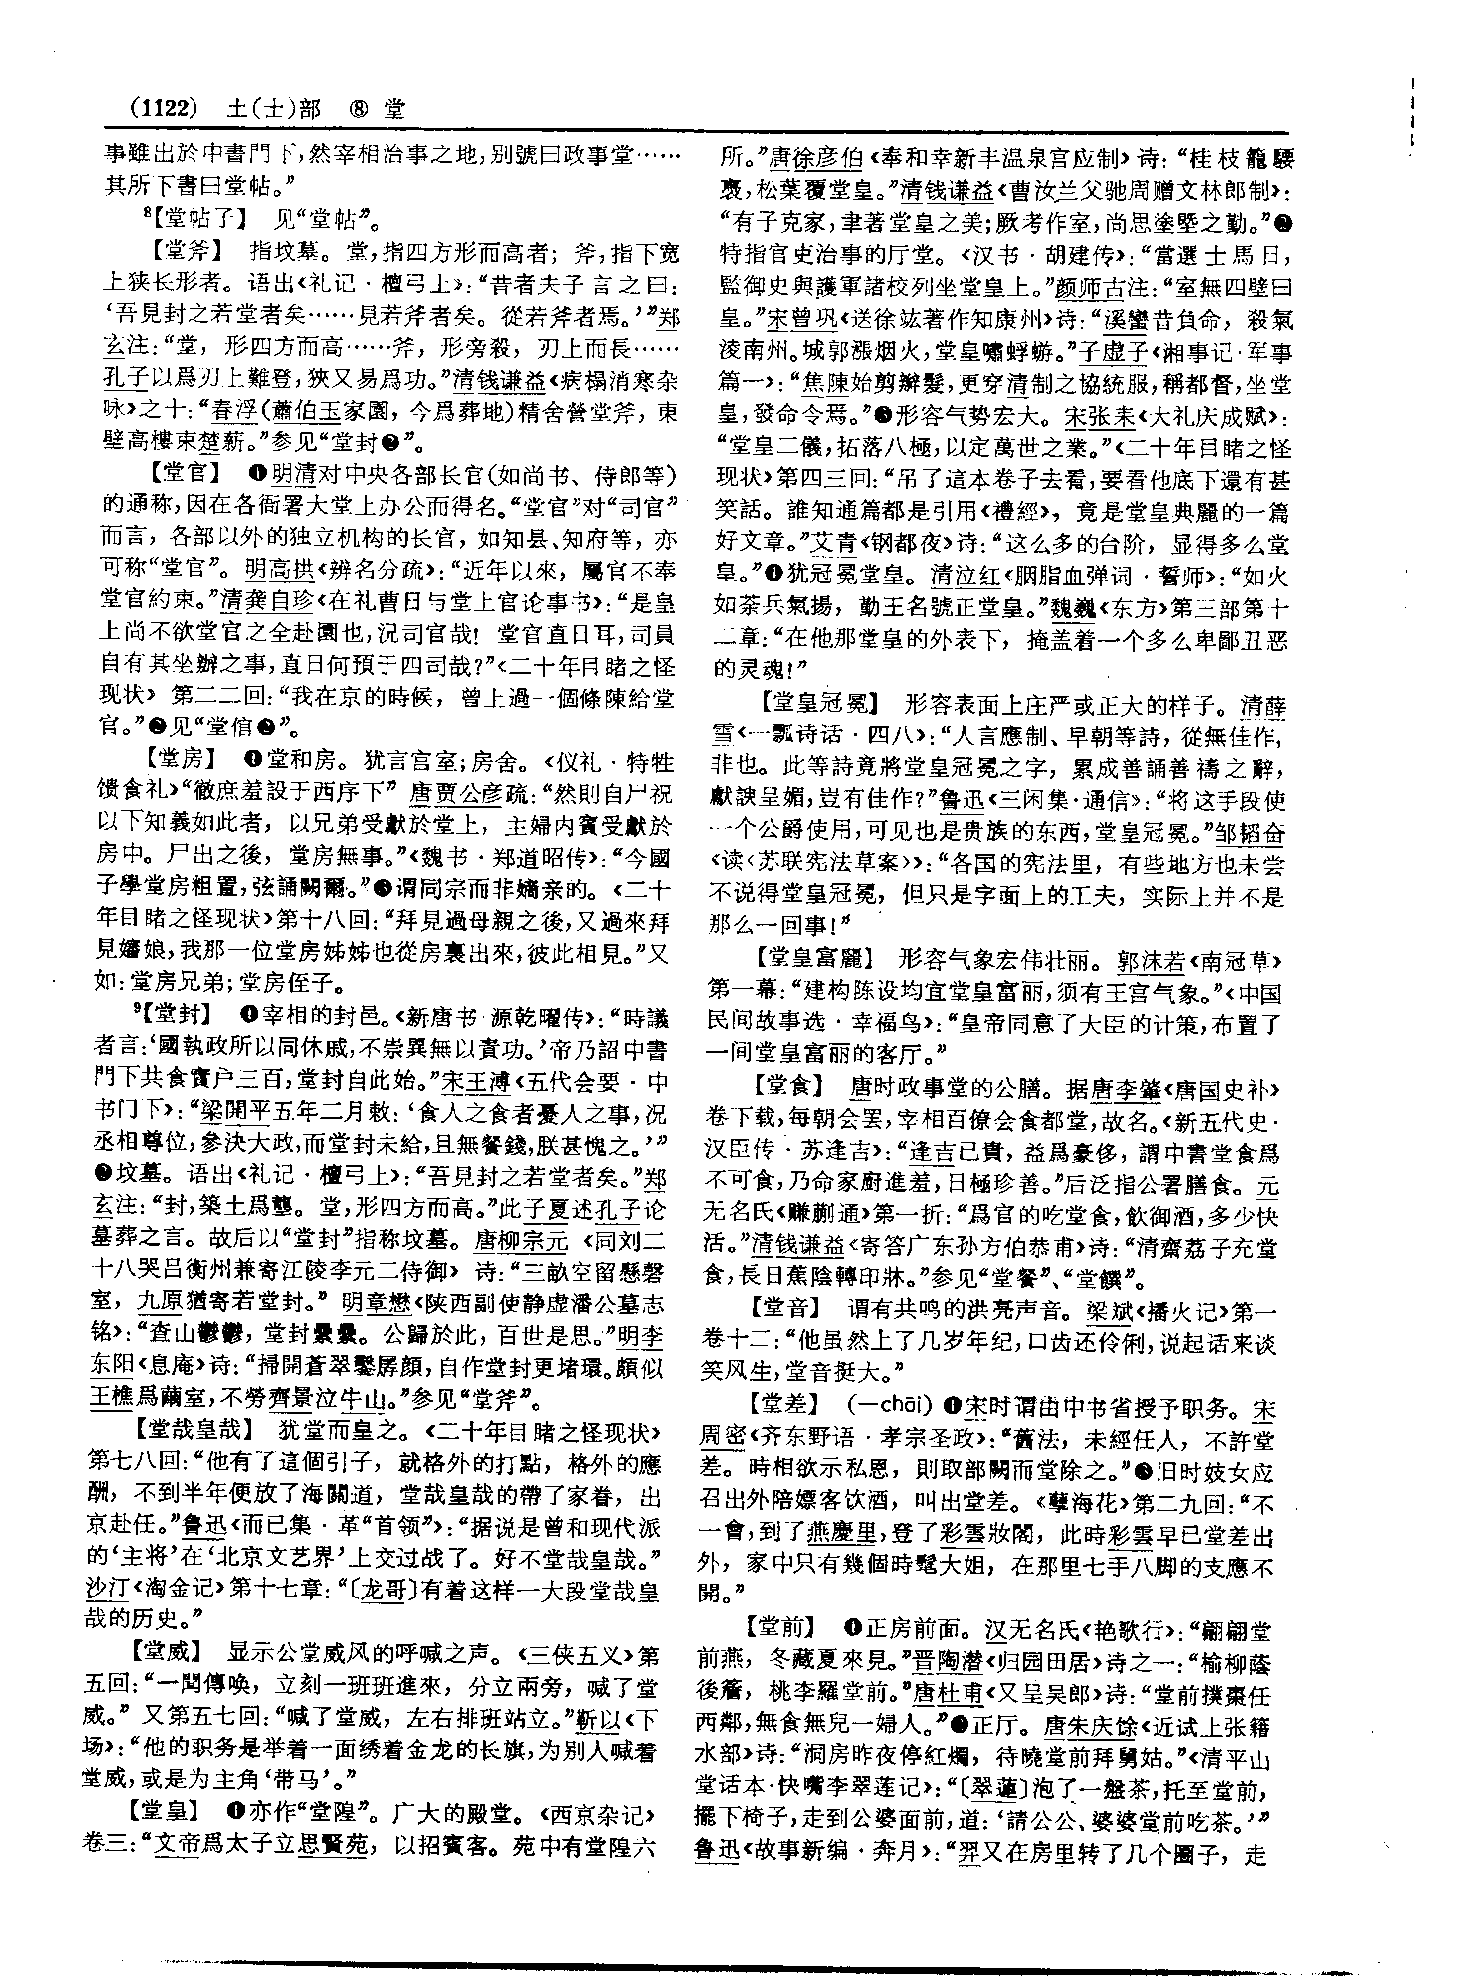 (1122) 土(士)部 ⑧ 堂
事雖出於中書門下，然宰相治事之地，别號曰政事堂……
其所下書曰堂帖。”
⁸【堂帖子】 见“堂帖”。
【堂斧】 指坟墓。堂，指四方形而高者；斧，指下宽
上狭长形者。语出《礼记·檀弓上》：“昔者夫子言之曰：
‘吾見封之若堂者矣……見若斧者矣。從若斧者焉。’”郑
玄注：“堂，形四方而高……斧，形旁殺，刃上而長……
孔子以爲刃上難登，狹又易爲功。”清钱谦益《病榻消寒杂
咏》之十：“春浮（蕭伯玉家園，今爲葬地）精舍營堂斧，東
壁高樓束楚薪。”参见“堂封❷”。
【堂官】 ❶明清对中央各部长官（如尚书、侍郎等）
的通称，因在各衙署大堂上办公而得名。“堂官”对“司官”
而言，各部以外的独立机构的长官，如知县、知府等，亦
可称“堂官”。明高拱《辨名分疏》：“近年以來，屬官不奉
堂官約束。”清龚自珍《在礼曹日与堂上官论事书》：“是皇
上尚不欲堂官之全赴園也，況司官哉！堂官直日耳，司員
自有其坐辦之事，直日何預于四司哉？”《二十年目睹之怪
现状》第二二回：“我在京的時候，曾上過一個條陳給堂
官。”❷见“堂倌❷”。
【堂房】 ❶堂和房。犹言宫室；房舍。《仪礼·特牲
馈食礼》“徹庶羞設于西序下”唐贾公彦疏：“然則自尸祝
以下知義如此者，以兄弟受獻於堂上，主婦内賓受獻於
房中。尸出之後，堂房無事。”《魏书·郑道昭传》：“今國
子學堂房粗置，弦誦闕爾。”❷谓同宗而非嫡亲的。《二十
年目睹之怪现状》第十八回：“拜見過母親之後，又過來拜
見嬸娘，我那一位堂房姊姊也從房裏出來，彼此相見。”又
如：堂房兄弟；堂房侄子。
⁹【堂封】 ❶宰相的封邑。《新唐书·源乾曜传》：“時議
者言：‘國執政所以同休戚，不崇異無以責功。’帝乃詔中書
門下共食實户三百，堂封自此始。”宋王溥《五代会要·中
书门下》：“梁開平五年二月敕：‘食人之食者憂人之事，况
丞相尊位，參決大政，而堂封未給，且無餐錢，朕甚愧之。’”
❷坟墓。语出《礼记·檀弓上》：“吾見封之若堂者矣。”郑
玄注：“封，築土爲壟。堂，形四方而高。”此子夏述孔子论
墓葬之言。故后以“堂封”指称坟墓。唐柳宗元《同刘二
十八哭吕衡州兼寄江陵李元二侍御》诗：“三畝空留懸磬
室，九原猶寄若堂封。”明章懋《陕西副使静虚潘公墓志
铭》：“查山鬱鬱，堂封纍纍。公歸於此，百世是思。”明李
东阳《息庵》诗：“掃開蒼翠鑿孱顔，自作堂封更堵環。頗似
王樵爲繭室，不勞齊景泣牛山。”参见“堂斧”。
【堂哉皇哉】 犹堂而皇之。《二十年目睹之怪现状》
第七八回：“他有了這個引子，就格外的打點，格外的應
酬，不到半年便放了海關道，堂哉皇哉的帶了家眷，出
京赴任。”鲁迅《而已集·革“首领”》：“据说是曾和现代派
的‘主将’在‘北京文艺界’上交过战了。好不堂哉皇哉。”
沙汀《淘金记》第十七章：“〔龙哥〕有着这样一大段堂哉皇
哉的历史。”
【堂威】 显示公堂威风的呼喊之声。《三侠五义》第
五回：“一聞傳唤，立刻一班班進來，分立兩旁，喊了堂
威。”又第五七回：“喊了堂威，左右排班站立。”靳以《下
场》：“他的职务是举着一面绣着金龙的长旗，为别人喊着
堂威，或是为主角‘带马’。”
【堂皇】 ❶亦作“堂隍”。广大的殿堂。《西京杂记》
卷三：“文帝爲太子立思賢苑，以招賓客。苑中有堂隍六
所。”唐徐彦伯《奉和幸新丰温泉宫应制》诗：“桂枝籠騕
褭，松葉覆堂皇。”清钱谦益《曹汝兰父驰周赠文林郎制》：
“有子克家，聿著堂皇之美；厥考作室，尚思塗塈之勤。”❷
特指官吏治事的厅堂。《汉书·胡建传》：“當選士馬日，
監御史與護軍諸校列坐堂皇上。”颜师古注：“室無四壁曰
皇。”宋曾巩《送徐竑著作知康州》诗：“溪蠻昔負命，殺氣
淩南州。城郭漲烟火，堂皇嘯蜉蝣。”子虚子《湘事记·军事
篇一》：“焦陳始剪辮髮，更穿清制之協統服，稱都督，坐堂
皇，發命令焉。”❸形容气势宏大。宋张耒《大礼庆成赋》：
“堂皇二儀，拓落八極，以定萬世之業。”《二十年目睹之怪
现状》第四三回：“吊了這本卷子去看，要看他底下還有甚
笑話。誰知通篇都是引用《禮經》，竟是堂皇典麗的一篇
好文章。”艾青《钢都夜》诗：“这么多的台阶，显得多么堂
皇。”❹犹冠冕堂皇。清泣红《胭脂血弹词·誓师》：“如火
如荼兵氣揚，勤王名號正堂皇。”魏巍《东方》第三部第十
二章：“在他那堂皇的外表下，掩盖着一个多么卑鄙丑恶
的灵魂！”
【堂皇冠冕】 形容表面上庄严或正大的样子。清薛
雪《一瓢诗话·四八》：“人言應制、早朝等詩，從無佳作，
非也。此等詩竟將堂皇冠冕之字，累成善誦善禱之辭，
獻諛呈媚，豈有佳作？”鲁迅《三闲集·通信》：“将这手段使
一个公爵使用，可见也是贵族的东西，堂皇冠冕。”邹韬奋
《读〈苏联宪法草案〉》：“各国的宪法里，有些地方也未尝
不说得堂皇冠冕，但只是字面上的工夫，实际上并不是
那么一回事！”
【堂皇富麗】 形容气象宏伟壮丽。郭沫若《南冠草》
第一幕：“建构陈设均宜堂皇富丽，须有王宫气象。”《中国
民间故事选·幸福鸟》：“皇帝同意了大臣的计策，布置了
一间堂皇富丽的客厅。”
【堂食】 唐时政事堂的公膳。据唐李肇《唐国史补》
卷下载，每朝会罢，宰相百僚会食都堂，故名。《新五代史·
汉臣传·苏逢吉》：“逢吉已貴，益爲豪侈，謂中書堂食爲
不可食，乃命家厨進羞，日極珍善。”后泛指公署膳食。元
无名氏《赚蒯通》第一折：“爲官的吃堂食，飲御酒，多少快
活。”清钱谦益《寄答广东孙方伯恭甫》诗：“清齋荔子充堂
食，長日蕉陰轉印牀。”参见“堂餐”、“堂饌”。
【堂音】 谓有共鸣的洪亮声音。梁斌《播火记》第一
卷十二：“他虽然上了几岁年纪，口齿还伶俐，说起话来谈
笑风生，堂音挺大。”
【堂差】 (—chāi) ❶宋时谓由中书省授予职务。宋
周密《齐东野语·孝宗圣政》：“舊法，未經任人，不許堂
差。時相欲示私恩，則取部闕而堂除之。”❷旧时妓女应
召出外陪嫖客饮酒，叫出堂差。《孽海花》第二九回：“不
一會，到了燕慶里，登了彩雲妝閣，此時彩雲早已堂差出
外，家中只有幾個時髦大姐，在那里七手八脚的支應不
開。”
【堂前】 ❶正房前面。汉无名氏《艳歌行》：“翩翩堂
前燕，冬藏夏來見。”晋陶潜《归园田居》诗之一：“榆柳蔭
後簷，桃李羅堂前。”唐杜甫《又呈吴郎》诗：“堂前撲棗任
西鄰，無食無兒一婦人。”❷正厅。唐朱庆馀《近试上张籍
水部》诗：“洞房昨夜停紅燭，待曉堂前拜舅姑。”《清平山
堂话本·快嘴李翠莲记》：“〔翠蓮〕泡了一盤茶，托至堂前，
擺下椅子，走到公婆面前，道：‘請公公、婆婆堂前吃茶。’”
鲁迅《故事新编·奔月》：“羿又在房里转了几个圈子，走